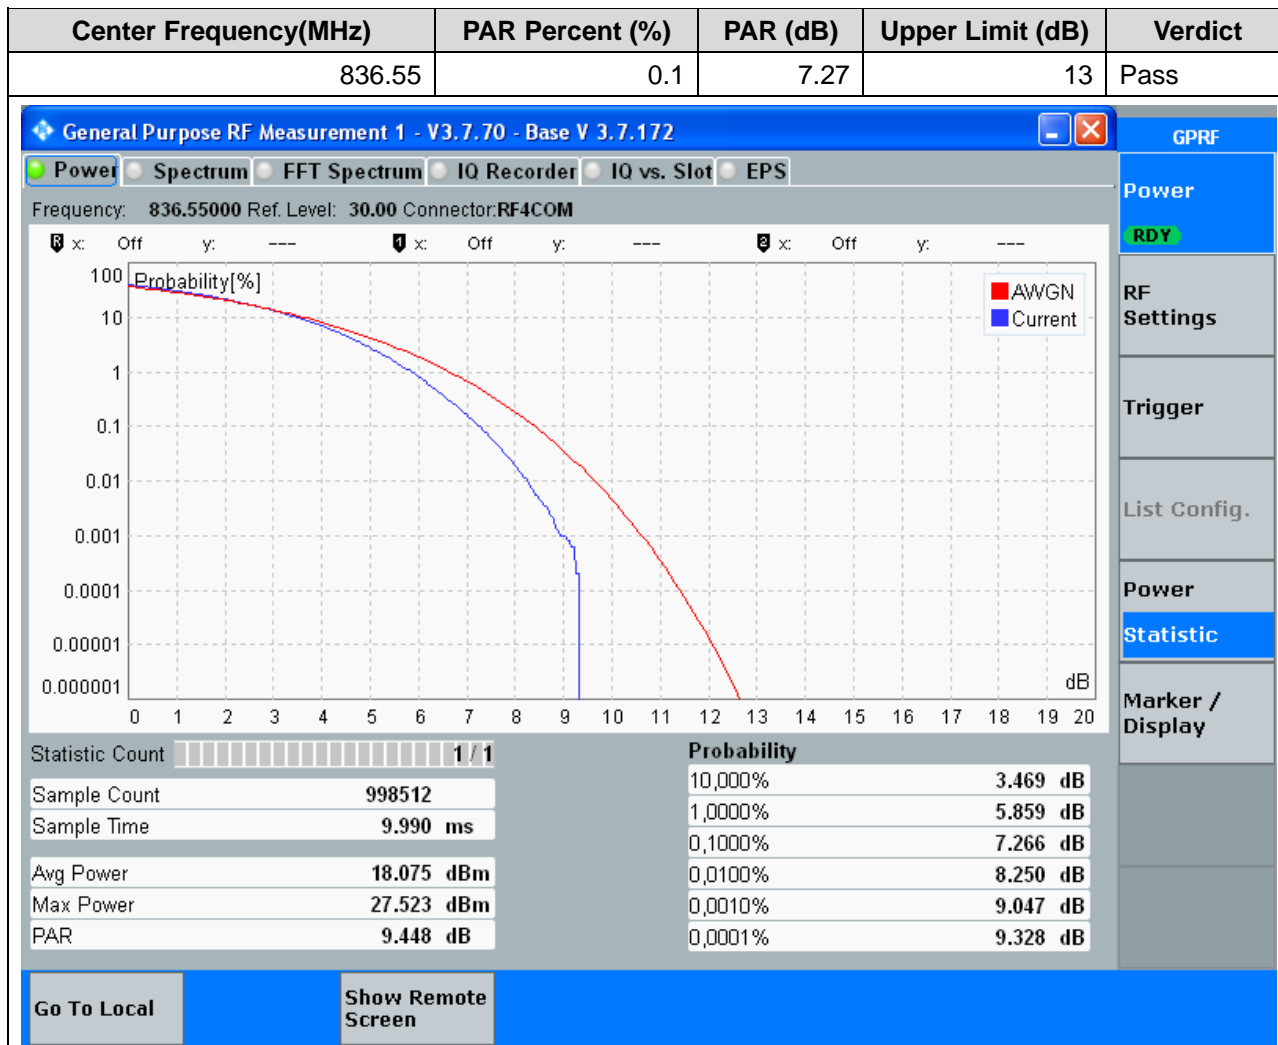 Center Frequency(MHz) PAR Percent (%) PAR (dB) Upper Limit (dB) Verdict
836.55 0.1 7.27 13 Pass
General Purpose RF Measurement 1 - V3.7.70 - Base V 3.7.172
GPRF
Power Spectrum FFT Spectrum IQ Recorder IQ vs. Slot EPS
Frequency: 836.55000 Ref. Level: 30.00 Connector:RF4COM
Power
RDY
R x: Off y: --- 1 x: Off y: --- 2 x: Off y: ---
Probability[%]
AWGN
Current
100
10
1
0.1
0.01
0.001
0.0001
0.00001
0.000001
dB
0 1 2 3 4 5 6 7 8 9 10 11 12 13 14 15 16 17 18 19 20
RF
Settings
Trigger
List Config.
Power
Statistic
Marker /
Display
Statistic Count 1 / 1
Sample Count 998512
Sample Time 9.990 ms
Avg Power 18.075 dBm
Max Power 27.523 dBm
PAR 9.448 dB
Probability
10,000% 3.469 dB
1,0000% 5.859 dB
0,1000% 7.266 dB
0,0100% 8.250 dB
0,0010% 9.047 dB
0,0001% 9.328 dB
Go To Local
Show Remote
Screen